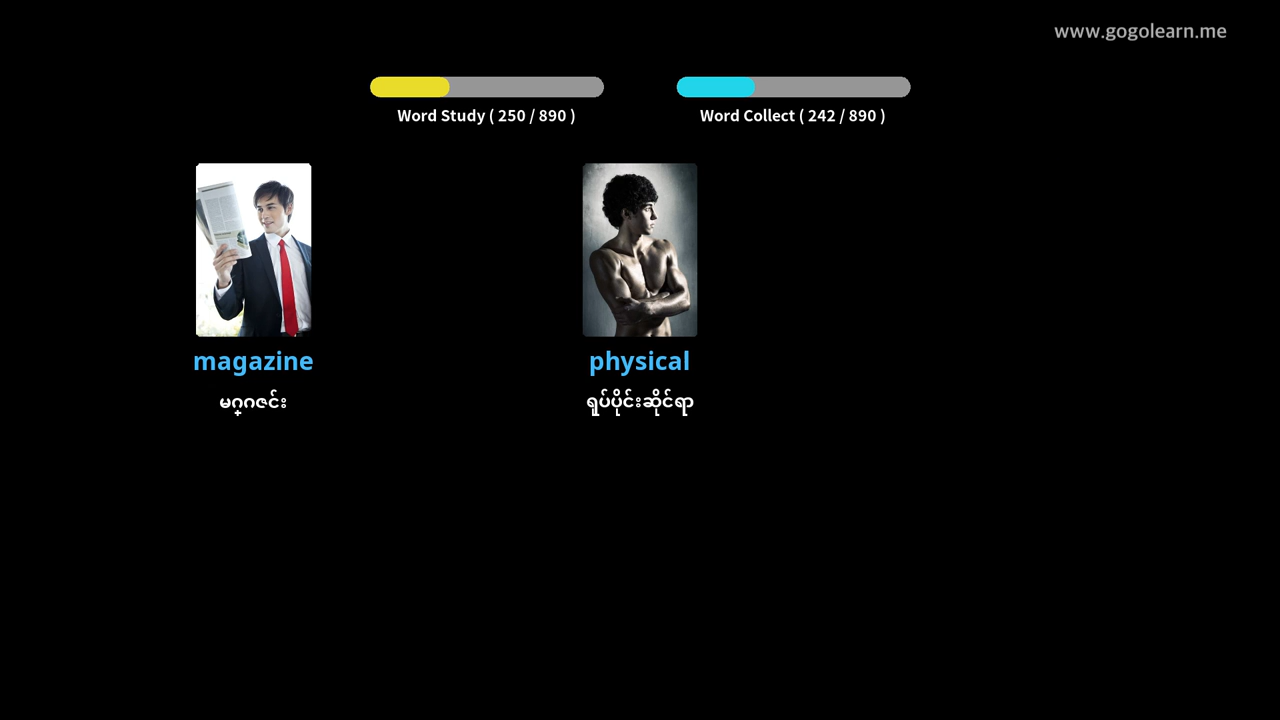 www.gogolearn.me
Word Study ( 250 / 890 )
Word Collect ( 242 / 890 )
magazine
physical
မဂ္ဂဇင်း
ရုပ်ပိုင်းဆိုင်ရာ